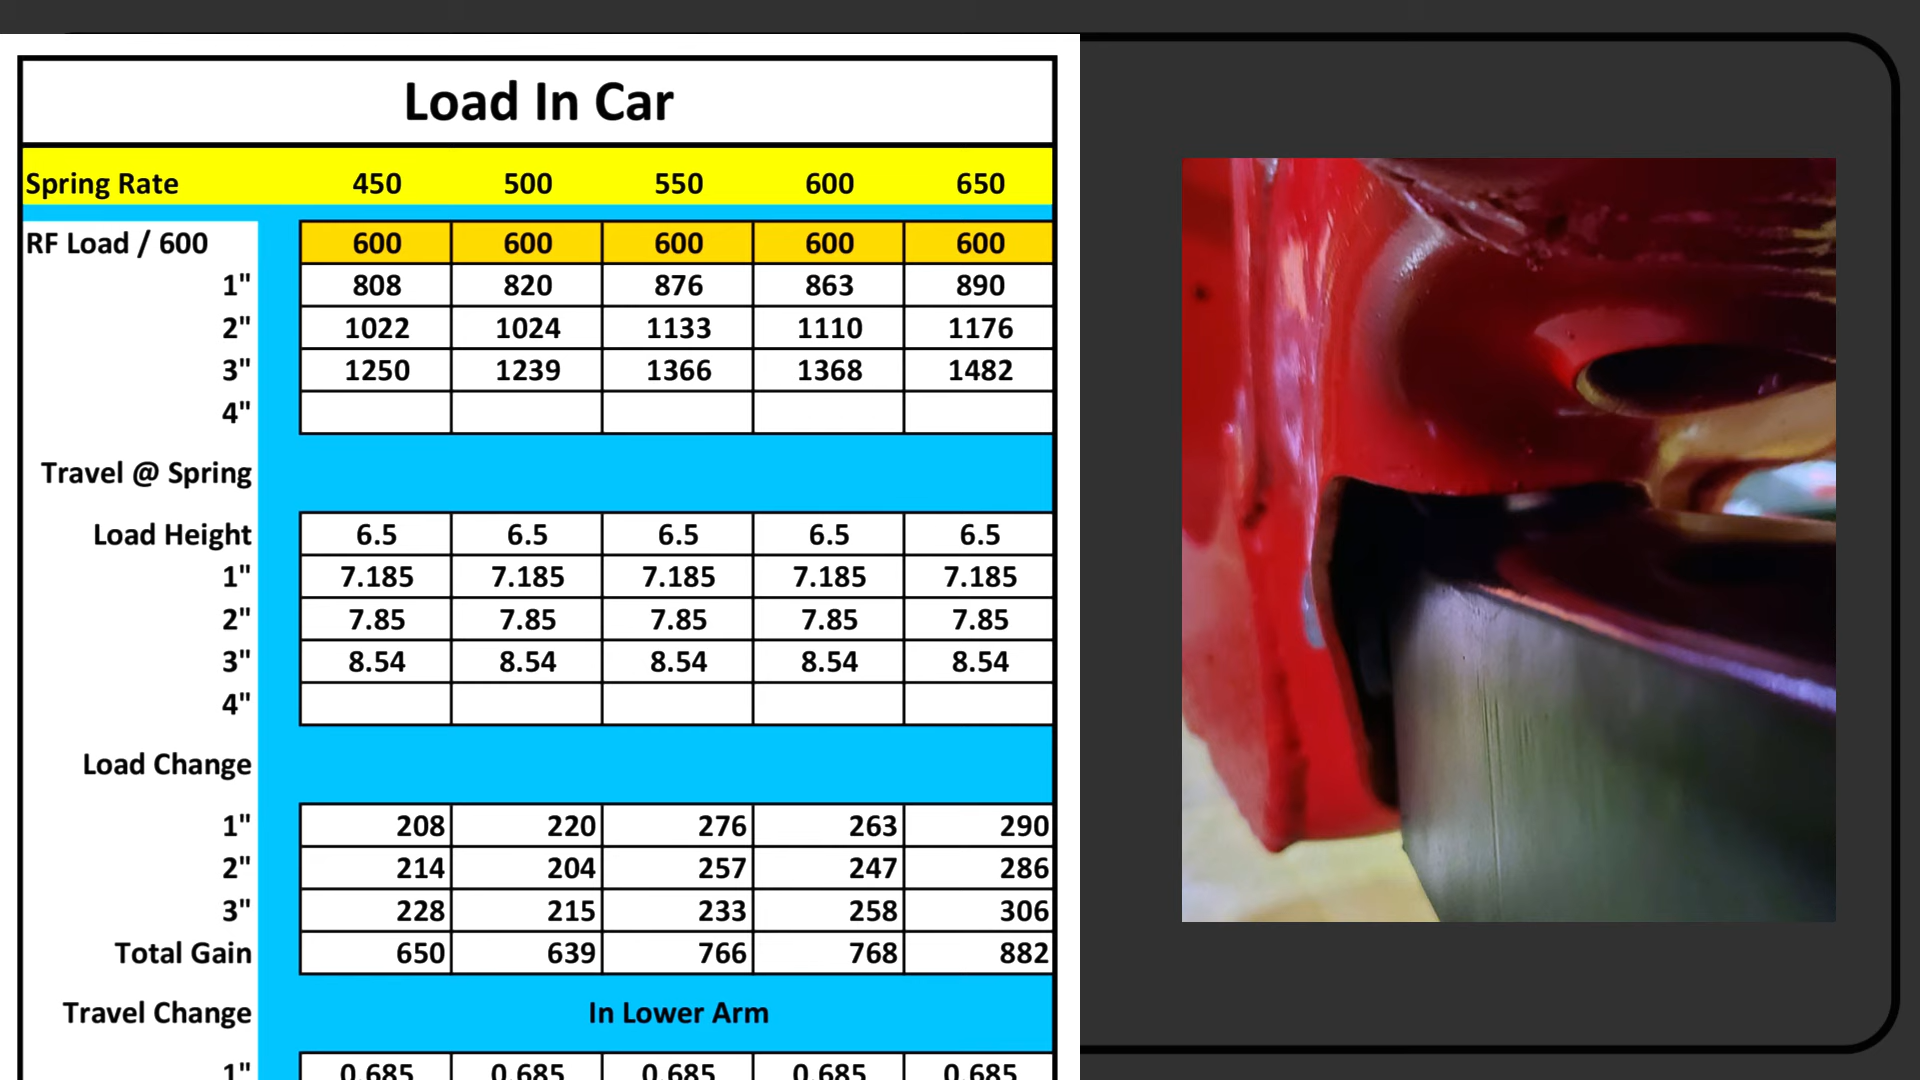 Load In Car
Spring Rate 450 500 550 600 650
RF Load / 600 600 600 600 600 600
1" 808 820 876 863 890
2" 1022 1024 1133 1110 1176
3" 1250 1239 1366 1368 1482
4"
Travel @ Spring
Load Height 6.5 6.5 6.5 6.5 6.5
1" 7.185 7.185 7.185 7.185 7.185
2" 7.85 7.85 7.85 7.85 7.85
3" 8.54 8.54 8.54 8.54 8.54
4"
Load Change
1" 208 220 276 263 290
2" 214 204 257 247 286
3" 228 215 233 258 306
Total Gain 650 639 766 768 882
Travel Change In Lower Arm
1" 0.685 0.685 0.685 0.685 0.685